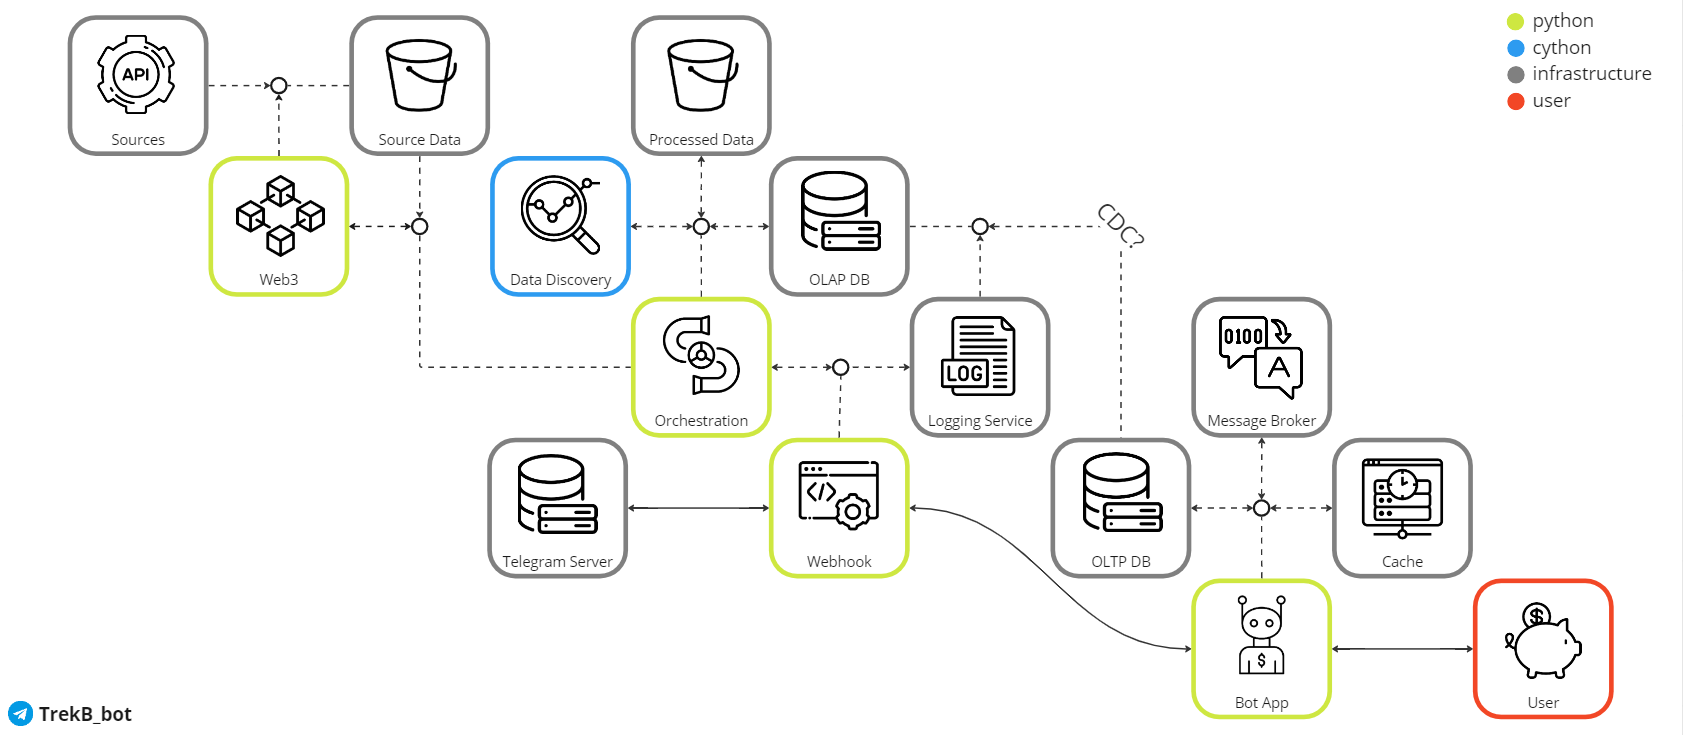 python
cython
infrastructure
user
API
Sources
Source Data
Processed Data
Web3
Data Discovery
OLAP DB
CDC?
Orchestration
LOG
Logging Service
0100
A
Message Broker
Telegram Server
</>
Webhook
OLTP DB
Cache
$
Bot App
$
User
TrekB_bot